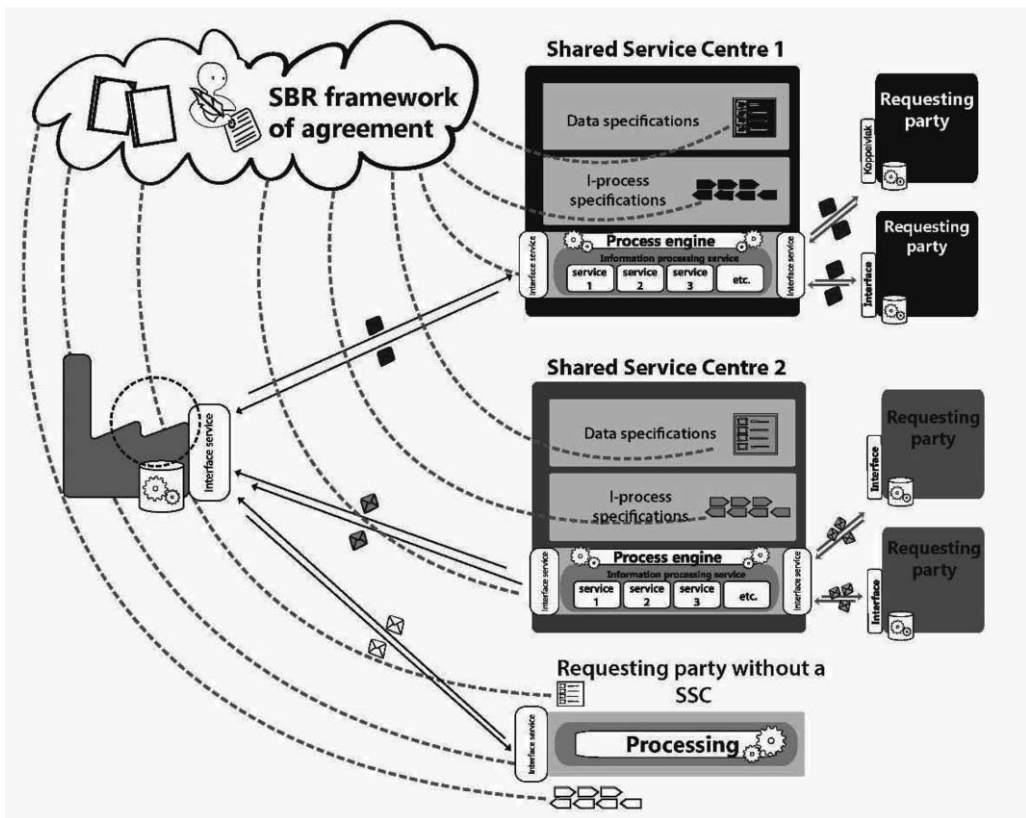 SBR framework
of agreement
Shared Service Centre 1
Data specifications
I-process
specifications
Interface service
Process engine
Information processing service
service
1
service
2
service
3
etc.
Interface service
Koppelvlak
Requesting
party
Interface
Requesting
party
Interface service
Shared Service Centre 2
Data specifications
I-process
specifications
Interface service
Process engine
Information processing service
service
1
service
2
service
3
etc.
Interface service
Interface
Requesting
party
Interface
Requesting
party
Requesting party without a
SSC
Interface service
Processing